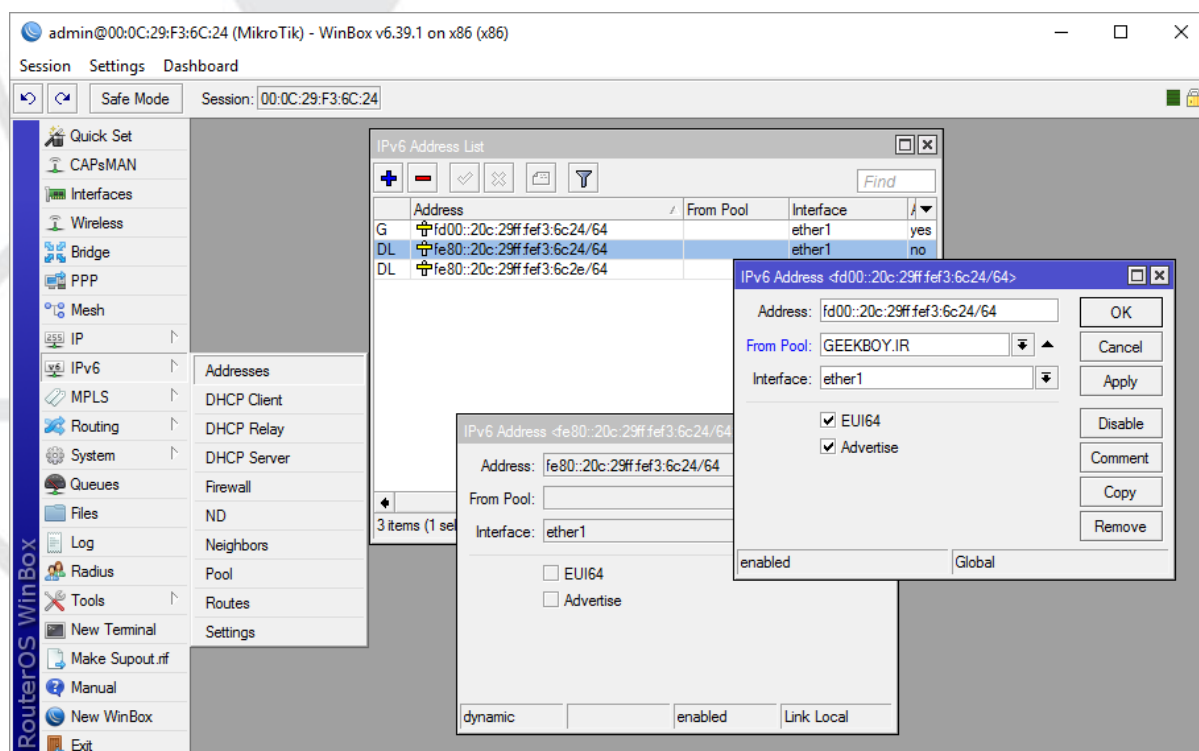 admin@00:0C:29:F3:6C:24 (MikroTik) - WinBox v6.39.1 on x86 (x86)
Session Settings Dashboard
Safe Mode Session: 00:0C:29:F3:6C:24
RouterOS WinBox
Quick Set
CAPsMAN
Interfaces
Wireless
Bridge
PPP
Mesh
IP
IPv6
MPLS
Routing
System
Queues
Files
Log
Radius
Tools
New Terminal
Make Supout.rif
Manual
New WinBox
Exit
Addresses
DHCP Client
DHCP Relay
DHCP Server
Firewall
ND
Neighbors
Pool
Routes
Settings
IPv6 Address List
Find
Address From Pool Interface A
G fd00::20c:29ff:fef3:6c24/64 ether1 yes
DL fe80::20c:29ff:fef3:6c24/64 ether1 no
DL fe80::20c:29ff:fef3:6c2e/64
3 items (1 sel
IPv6 Address <fe80::20c:29ff:fef3:6c24/64
Address: fe80::20c:29ff:fef3:6c24/64
From Pool:
Interface: ether1
EUI64
Advertise
dynamic enabled Link Local
IPv6 Address <fd00::20c:29ff:fef3:6c24/64>
Address: fd00::20c:29ff:fef3:6c24/64
From Pool: GEEKBOY.IR
Interface: ether1
EUI64
Advertise
OK
Cancel
Apply
Disable
Comment
Copy
Remove
enabled Global